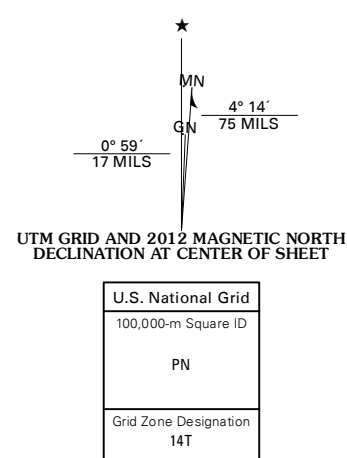 ★
MN
GN
4° 14´
75 MILS
0° 59´
17 MILS
UTM GRID AND 2012 MAGNETIC NORTH
DECLINATION AT CENTER OF SHEET
U.S. National Grid
100,000-m Square ID
PN
Grid Zone Designation
14T